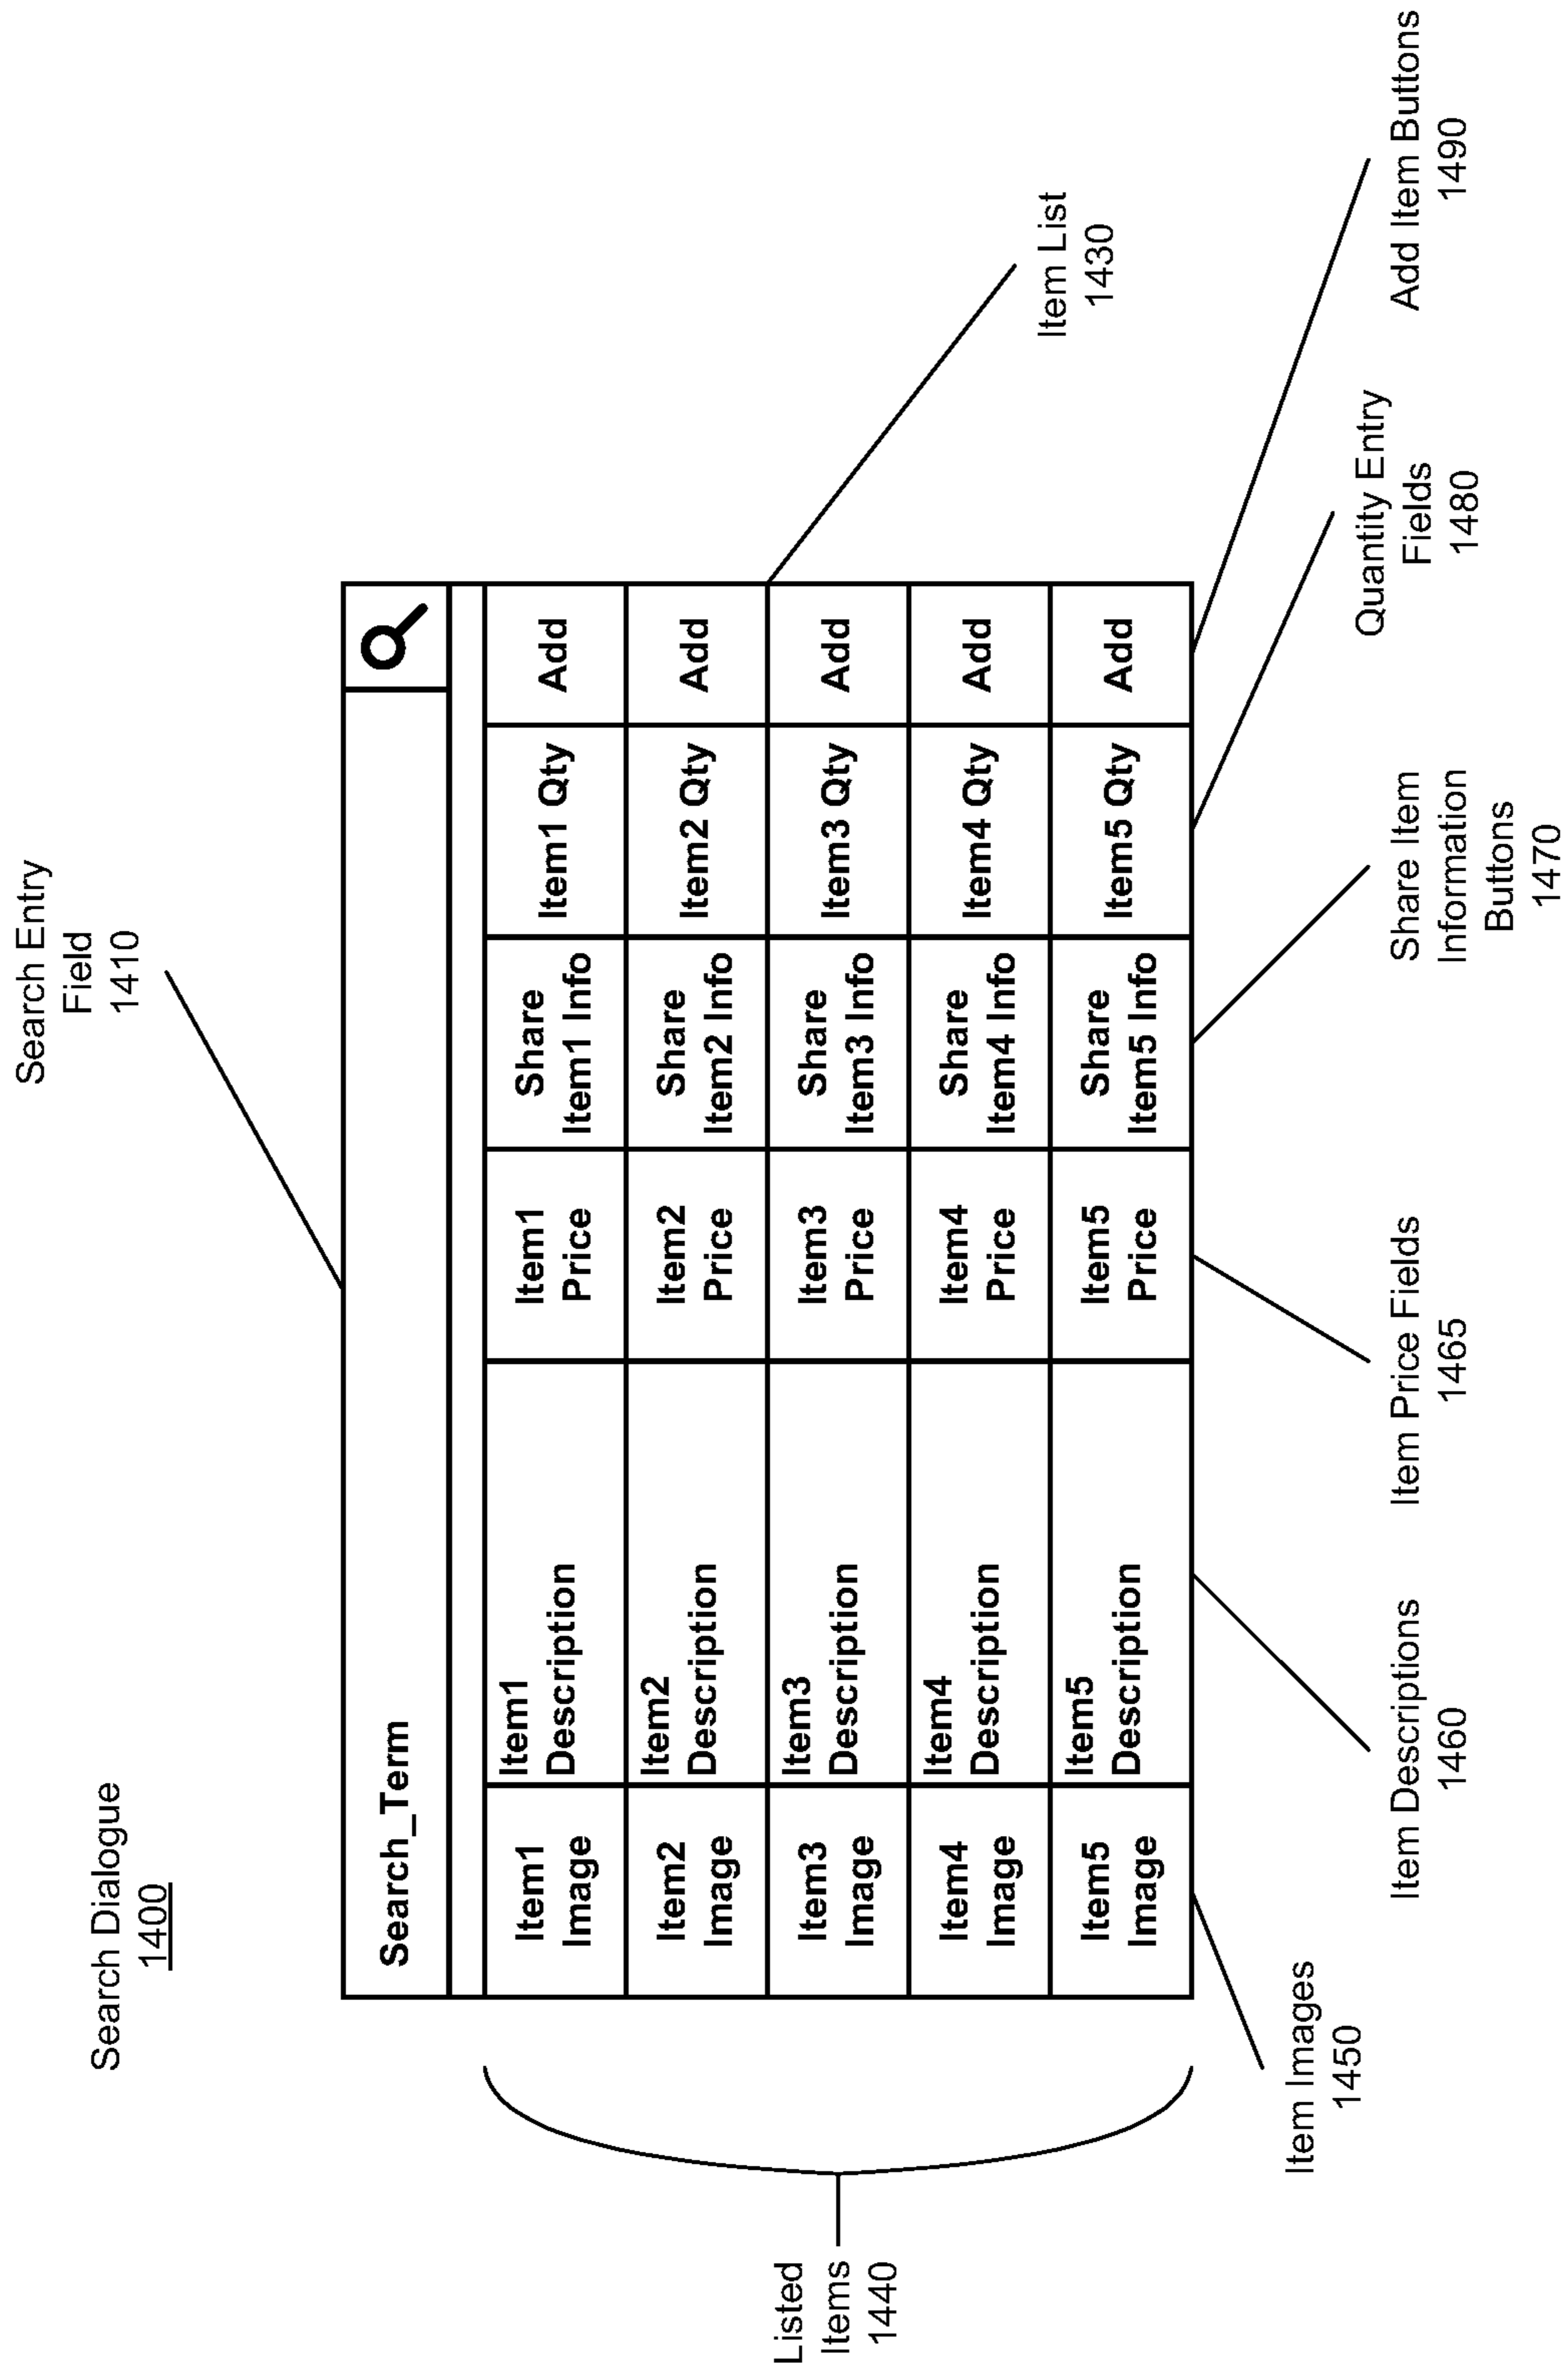 Search Dialogue
1400
Search Entry
Field
1410
Search_Term
Item1
Image
Item1
Description
Item1
Price
Share
Item1 Info
Item1 Qty
Add
Item2
Image
Item2
Description
Item2
Price
Share
Item2 Info
Item2 Qty
Add
Item3
Image
Item3
Description
Item3
Price
Share
Item3 Info
Item3 Qty
Add
Item4
Image
Item4
Description
Item4
Price
Share
Item4 Info
Item4 Qty
Add
Item5
Image
Item5
Description
Item5
Price
Share
Item5 Info
Item5 Qty
Add
Listed
Items
1440
Item List
1430
Item Images
1450
Item Descriptions
1460
Item Price Fields
1465
Share Item
Information
Buttons
1470
Quantity Entry
Fields
1480
Add Item Buttons
1490